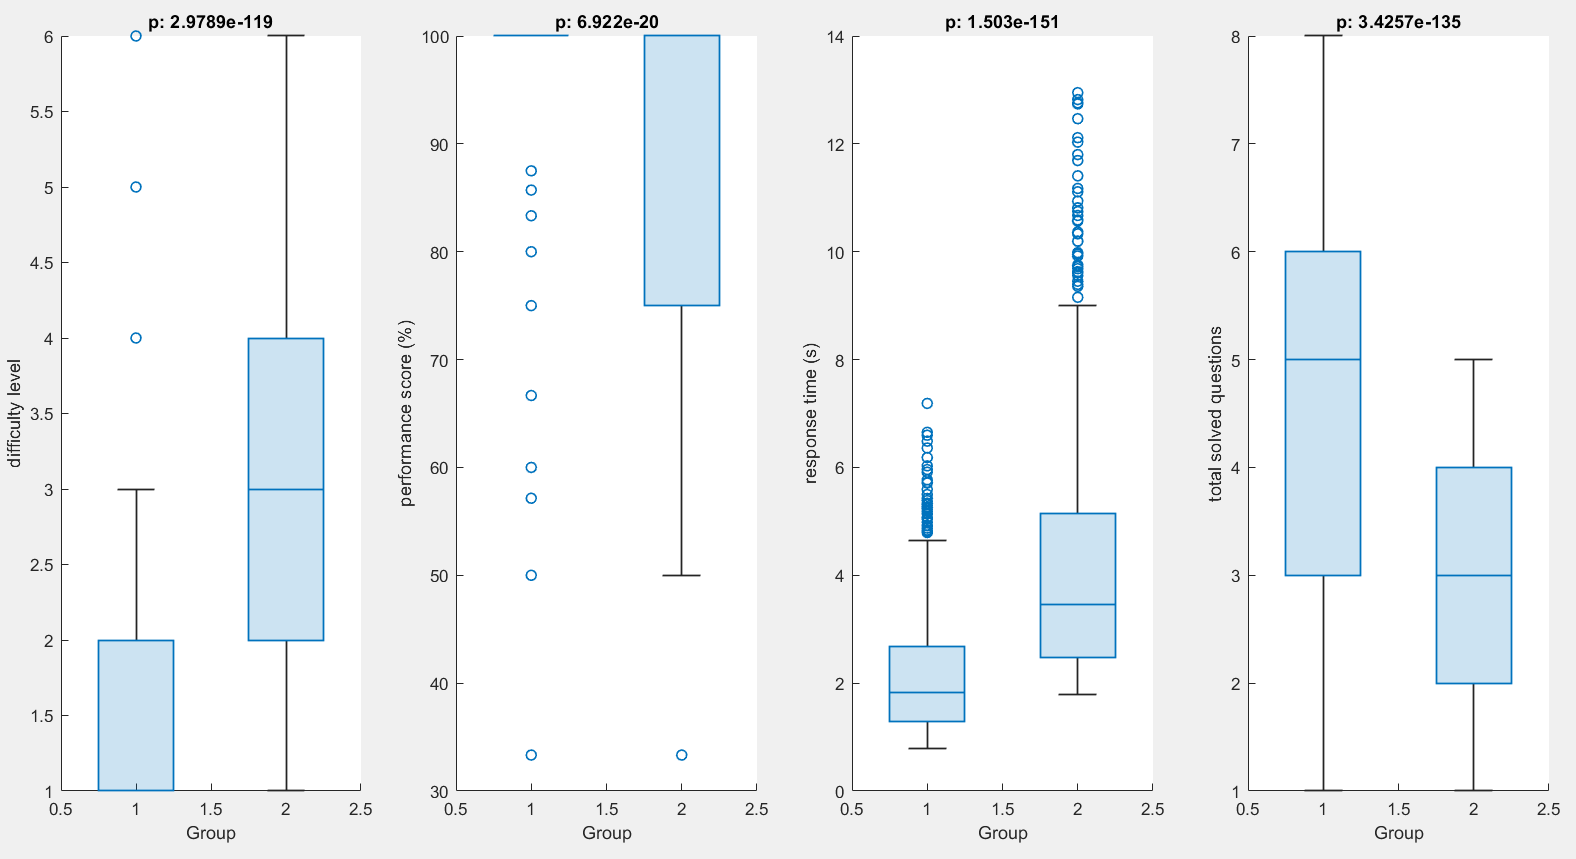 p: 2.9789e-119
6
5.5
5
4.5
4
3.5
3
2.5
2
1.5
1
difficulty level
0.5 1 1.5 2 2.5
Group
p: 6.922e-20
100
90
80
70
60
50
40
30
performance score (%)
0.5 1 1.5 2 2.5
Group
p: 1.503e-151
14
12
10
8
6
4
2
0
response time (s)
0.5 1 1.5 2 2.5
Group
p: 3.4257e-135
8
7
6
5
4
3
2
1
total solved questions
0.5 1 1.5 2 2.5
Group